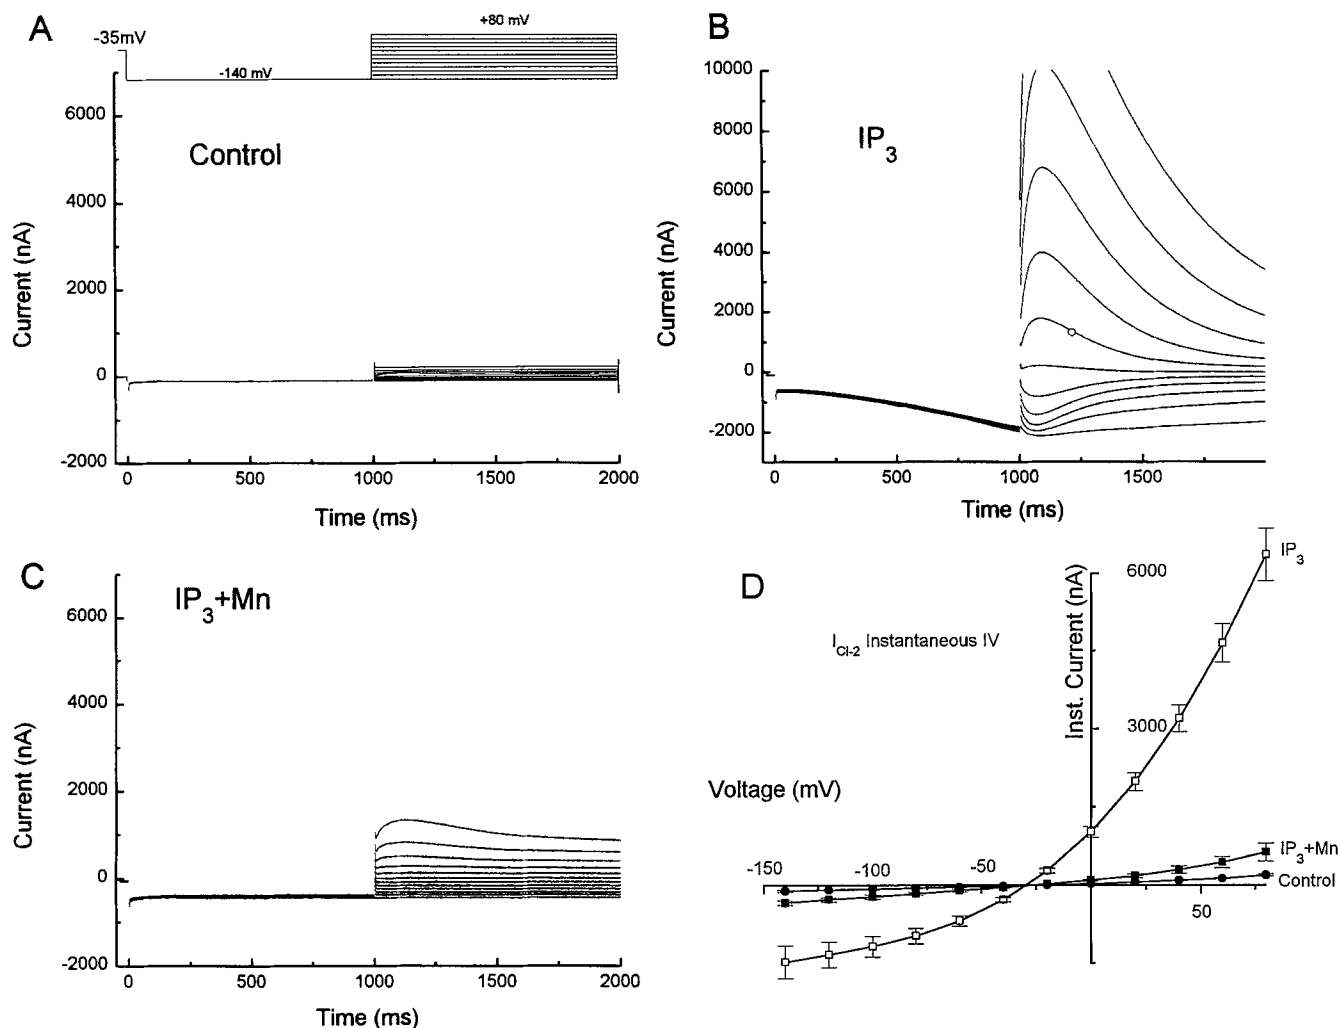 A
-35mV
-140 mV
+80 mV
Control
6000
4000
2000
0
-2000
Current (nA)
0
500
1000
1500
2000
Time (ms)
B
IP3
10000
8000
6000
4000
2000
0
-2000
Current (nA)
0
500
1000
1500
Time (ms)
C
IP3+Mn
6000
4000
2000
0
-2000
Current (nA)
0
500
1000
1500
2000
Time (ms)
D
ICl-2 Instantaneous IV
Inst. Current (nA)
6000
3000
Voltage (mV)
-150
-100
-50
50
IP3
IP3+Mn
Control